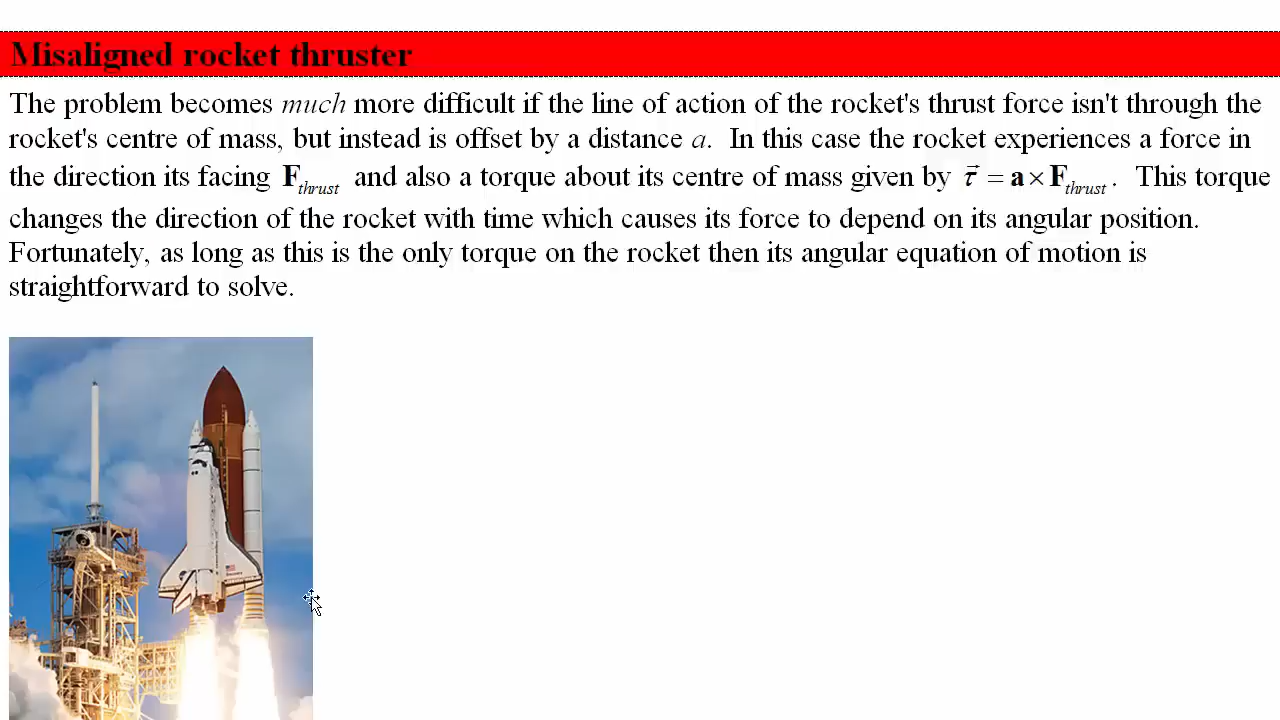 Misaligned rocket thruster
The problem becomes much more difficult if the line of action of the rocket's thrust force isn't through the
rocket's centre of mass, but instead is offset by a distance a. In this case the rocket experiences a force in
the direction its facing F_thrust and also a torque about its centre of mass given by τ⃗ = a × F_thrust. This torque
changes the direction of the rocket with time which causes its force to depend on its angular position.
Fortunately, as long as this is the only torque on the rocket then its angular equation of motion is
straightforward to solve.